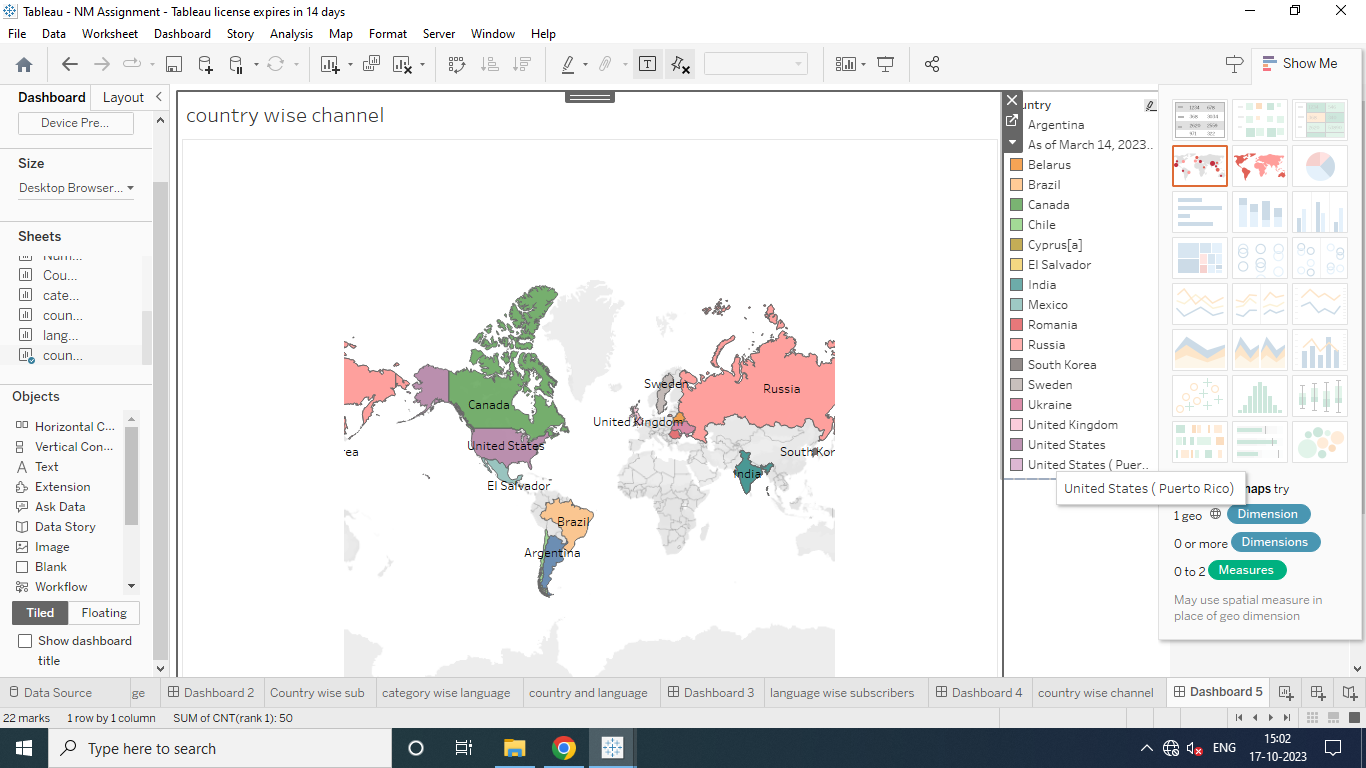 Tableau - NM Assignment - Tableau license expires in 14 days
File Data Worksheet Dashboard Story Analysis Map Format Server Window Help
Show Me
Dashboard Layout
Device Pre...
Size
Desktop Browser...
Sheets
Num...
Cou...
cate...
coun...
lang...
coun...
Objects
Horizontal C...
Vertical Con...
Text
Extension
Ask Data
Data Story
Image
Blank
Workflow
Tiled Floating
Show dashboard
title
country wise channel
Canada
United States
El Salvador
Brazil
Argentina
Sweden
United Kingdom
Russia
India
South Kor
rea
untry
Argentina
As of March 14, 2023..
Belarus
Brazil
Canada
Chile
Cyprus[a]
El Salvador
India
Mexico
Romania
Russia
South Korea
Sweden
Ukraine
United Kingdom
United States
United States ( Puer..
United States ( Puerto Rico)
maps try
1 geo Dimension
0 or more Dimensions
0 to 2 Measures
May use spatial measure in
place of geo dimension
Data Source ge Dashboard 2 Country wise sub category wise language country and language Dashboard 3 language wise subscribers Dashboard 4 country wise channel Dashboard 5
22 marks 1 row by 1 column SUM of CNT(rank 1): 50
Type here to search
ENG
15:02
17-10-2023